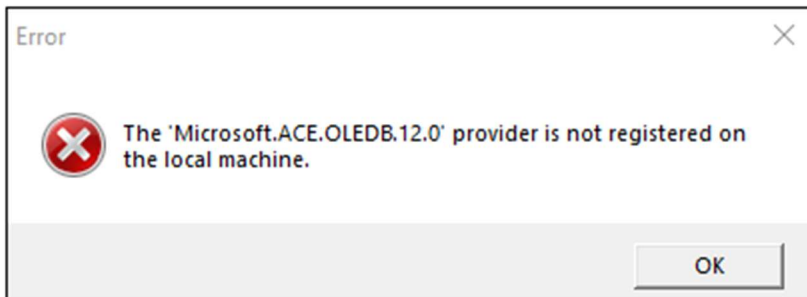 Error
The 'Microsoft.ACE.OLEDB.12.0' provider is not registered on
the local machine.
OK